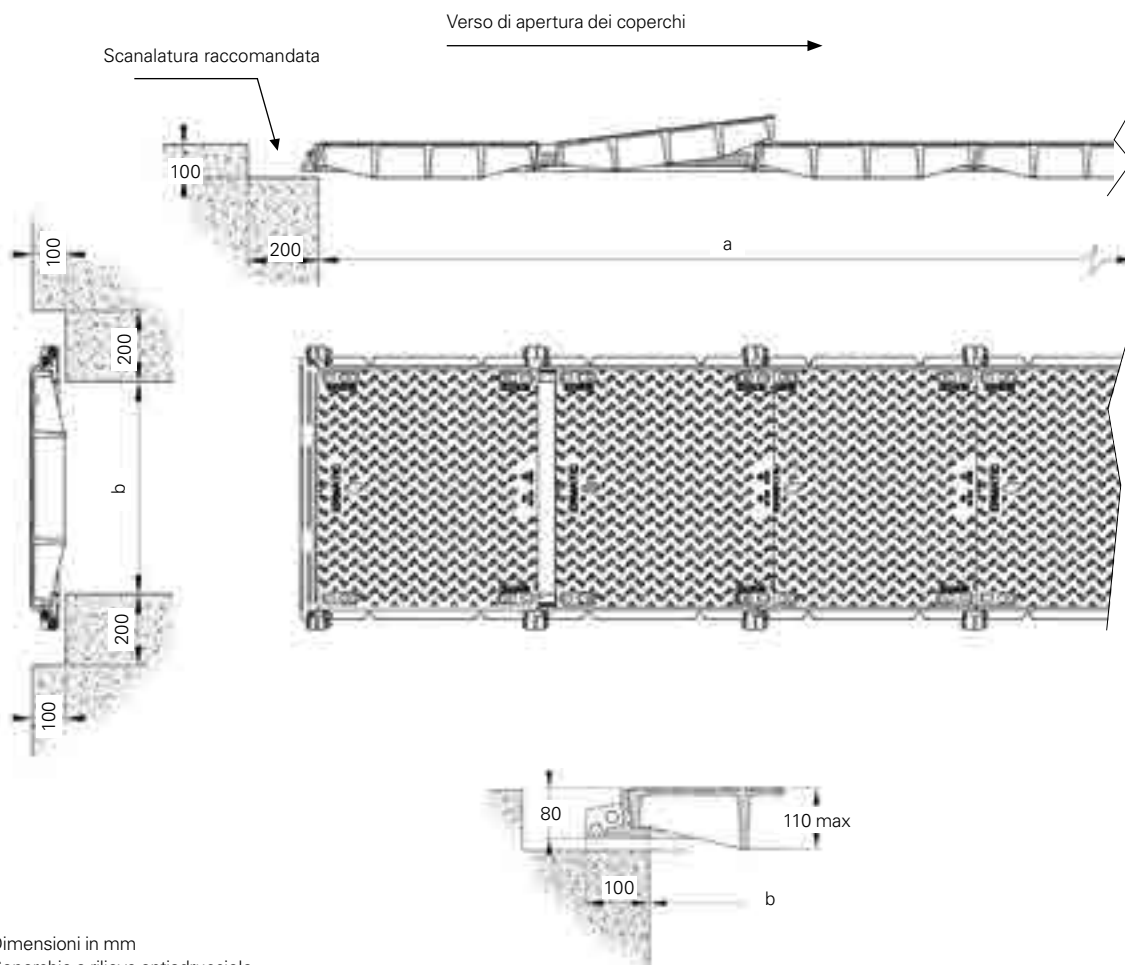 Verso di apertura dei coperchi
Scanalatura raccomandata
100
200
a
100
200
b
200
100
80
110 max
100
b
Dimensioni in mm